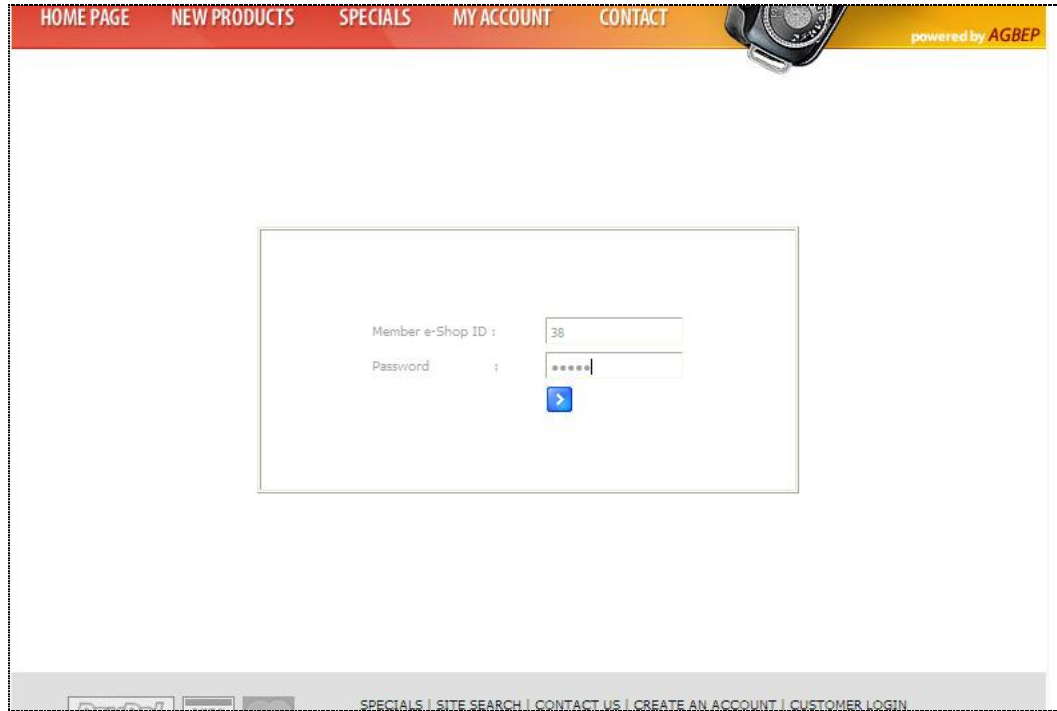 HOME PAGE NEW PRODUCTS SPECIALS MY ACCOUNT CONTACT
powered by AGBEP
Member e-Shop ID : 38
Password : •••••
SPECIALS | SITE SEARCH | CONTACT US | CREATE AN ACCOUNT | CUSTOMER LOGIN